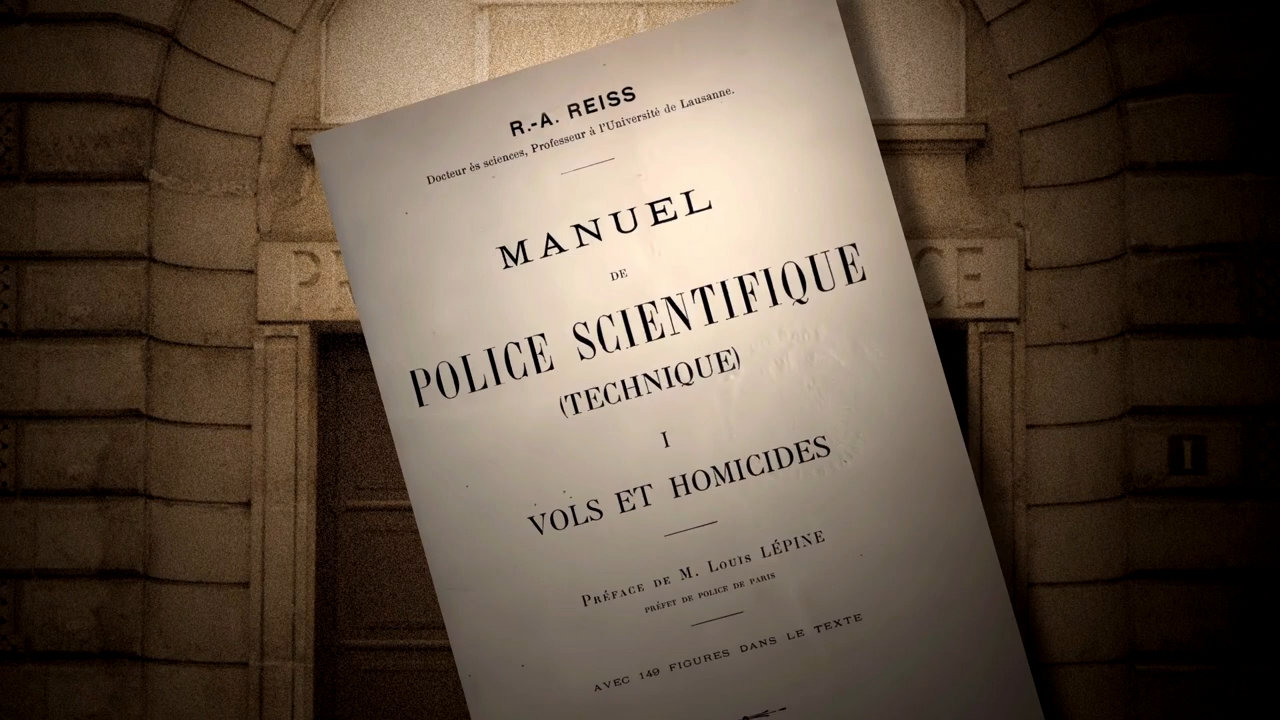 R.-A. REISS
Docteur ès sciences, Professeur à l'Université de Lausanne.
MANUEL
DE
POLICE SCIENTIFIQUE
(TECHNIQUE)
I
VOLS ET HOMICIDES
PRÉFACE DE M. LOUIS LÉPINE
PRÉFET DE POLICE DE PARIS
AVEC 149 FIGURES DANS LE TEXTE
1